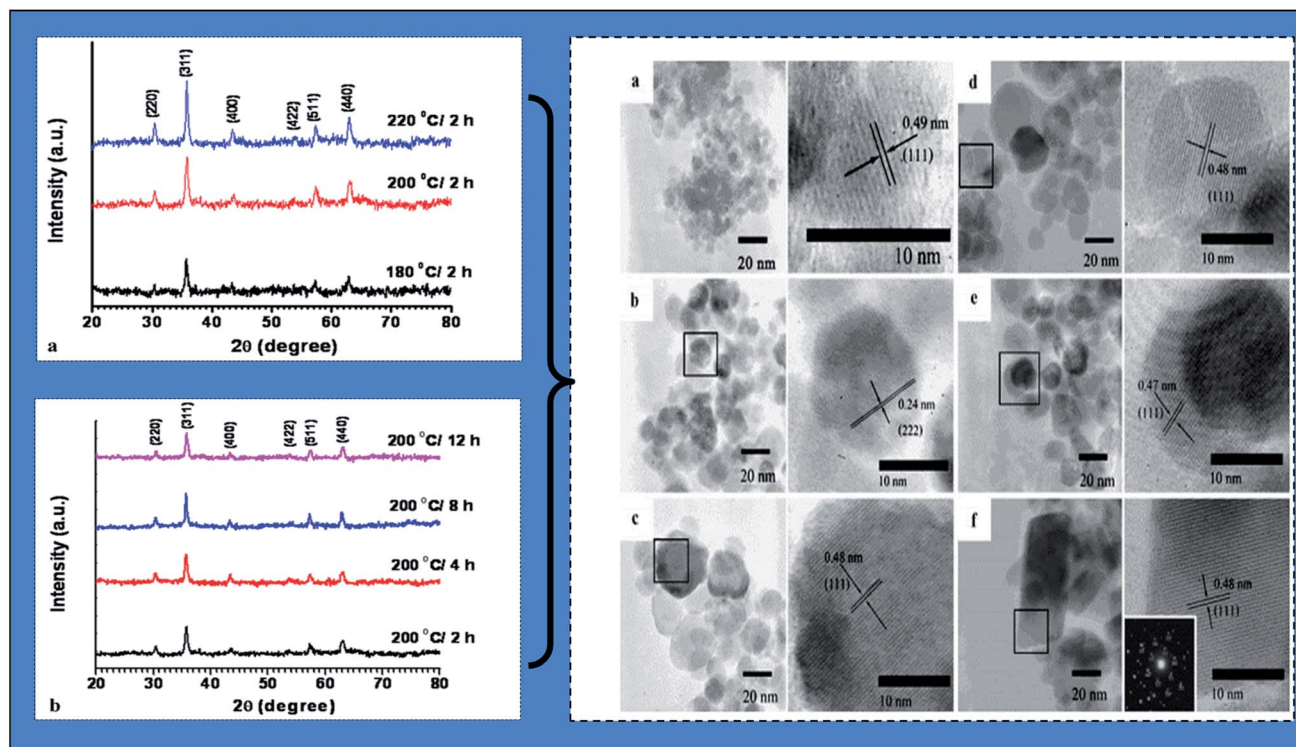 Intensity (a.u.)
(220)
(311)
(400)
(422)
(511)
(440)
220 °C/ 2 h
200 °C/ 2 h
180 °C/ 2 h
20 30 40 50 60 70 80
2θ (degree)
a
Intensity (a.u.)
(220)
(311)
(400)
(422)
(511)
(440)
200 °C/ 12 h
200 °C/ 8 h
200 °C/ 4 h
200 °C/ 2 h
20 30 40 50 60 70 80
2θ (degree)
b
a
20 nm
0.49 nm
(111)
10 nm
d
20 nm
0.48 nm
(111)
10 nm
b
20 nm
0.24 nm
(222)
10 nm
e
20 nm
0.47 nm
(111)
10 nm
c
20 nm
0.48 nm
(111)
10 nm
f
20 nm
0.48 nm
(111)
10 nm